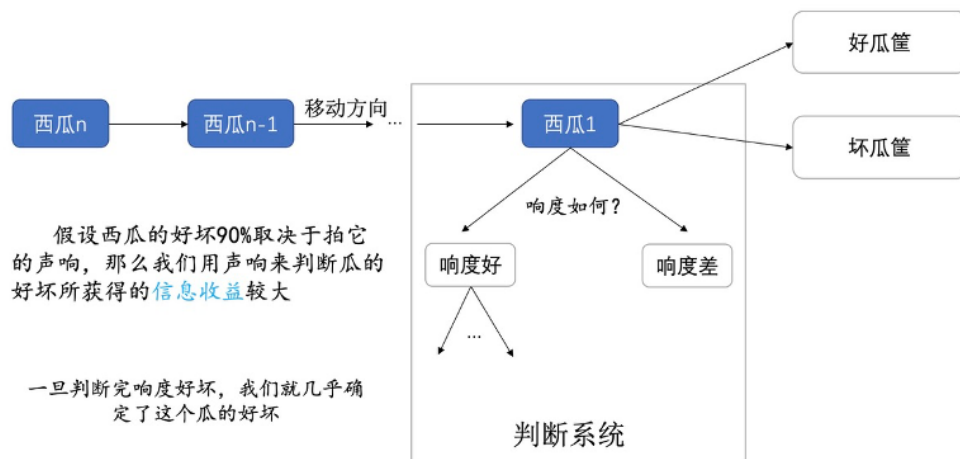 好瓜筐
西瓜n
西瓜n-1
移动方向
...
西瓜1
坏瓜筐
响度如何？
假设西瓜的好坏90%取决于拍它
的声响，那么我们用声响来判断瓜的
好坏所获得的信息收益较大
响度好
响度差
...
一旦判断完响度好坏，我们就几乎确
定了这个瓜的好坏
判断系统